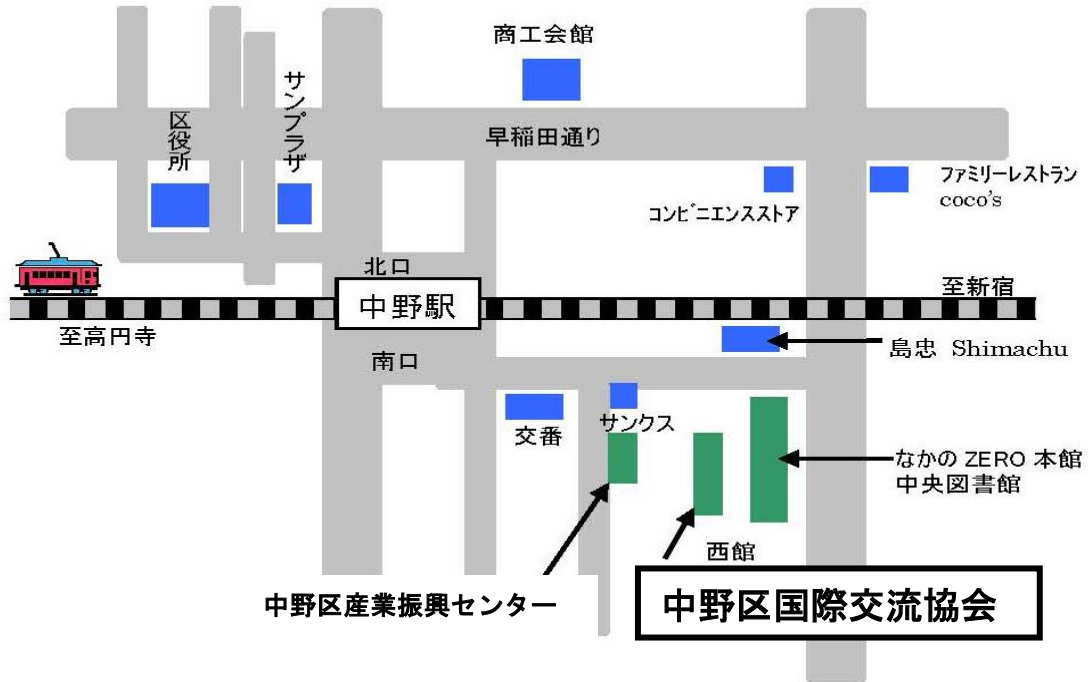 商工会館
サンプラザ
区役所
早稲田通り
ファミリーレストラン
coco's
コンビニエンスストア
北口
至新宿
中野駅
至高円寺
南口
島忠 Shimachu
交番
サンクス
なかの ZERO 本館
中央図書館
西館
中野区産業振興センター
中野区国際交流協会